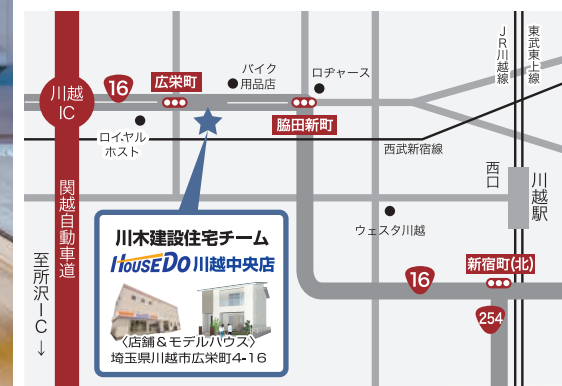 川越
IC
16
広栄町
バイク
用品店
ロヂャース
JR川越線
東武東上線
ロイヤル
ホスト
脇田新町
西武新宿線
西口
川越駅
関越自動車道
至所沢IC→
川木建設住宅チーム
HOUSEDO 川越中央店
〈店舗&モデルハウス〉
埼玉県川越市広栄町4-16
ウェスタ川越
新宿町(北)
16
254